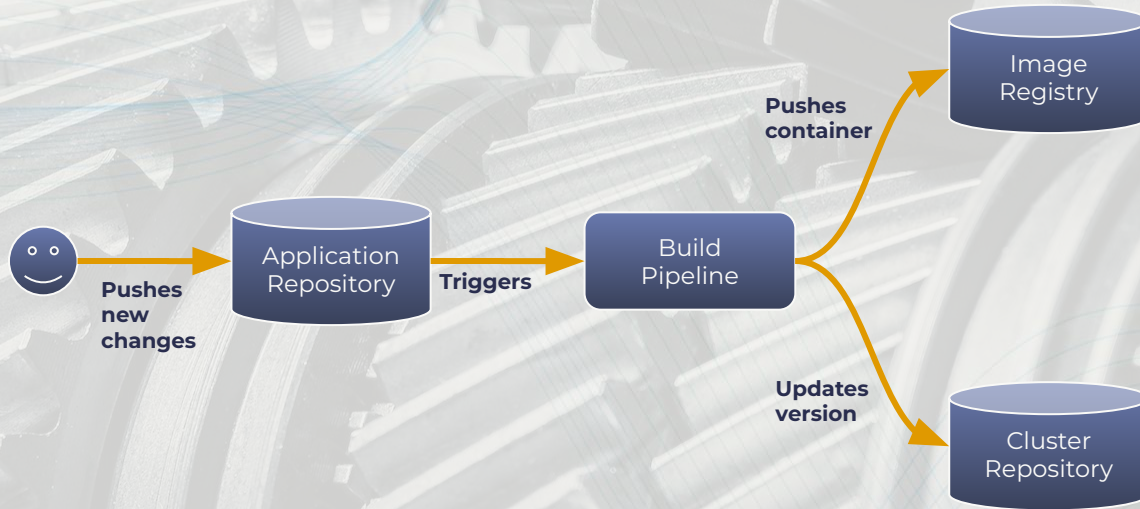 Pushes
new
changes
Application
Repository
Triggers
Build
Pipeline
Pushes
container
Image
Registry
Updates
version
Cluster
Repository